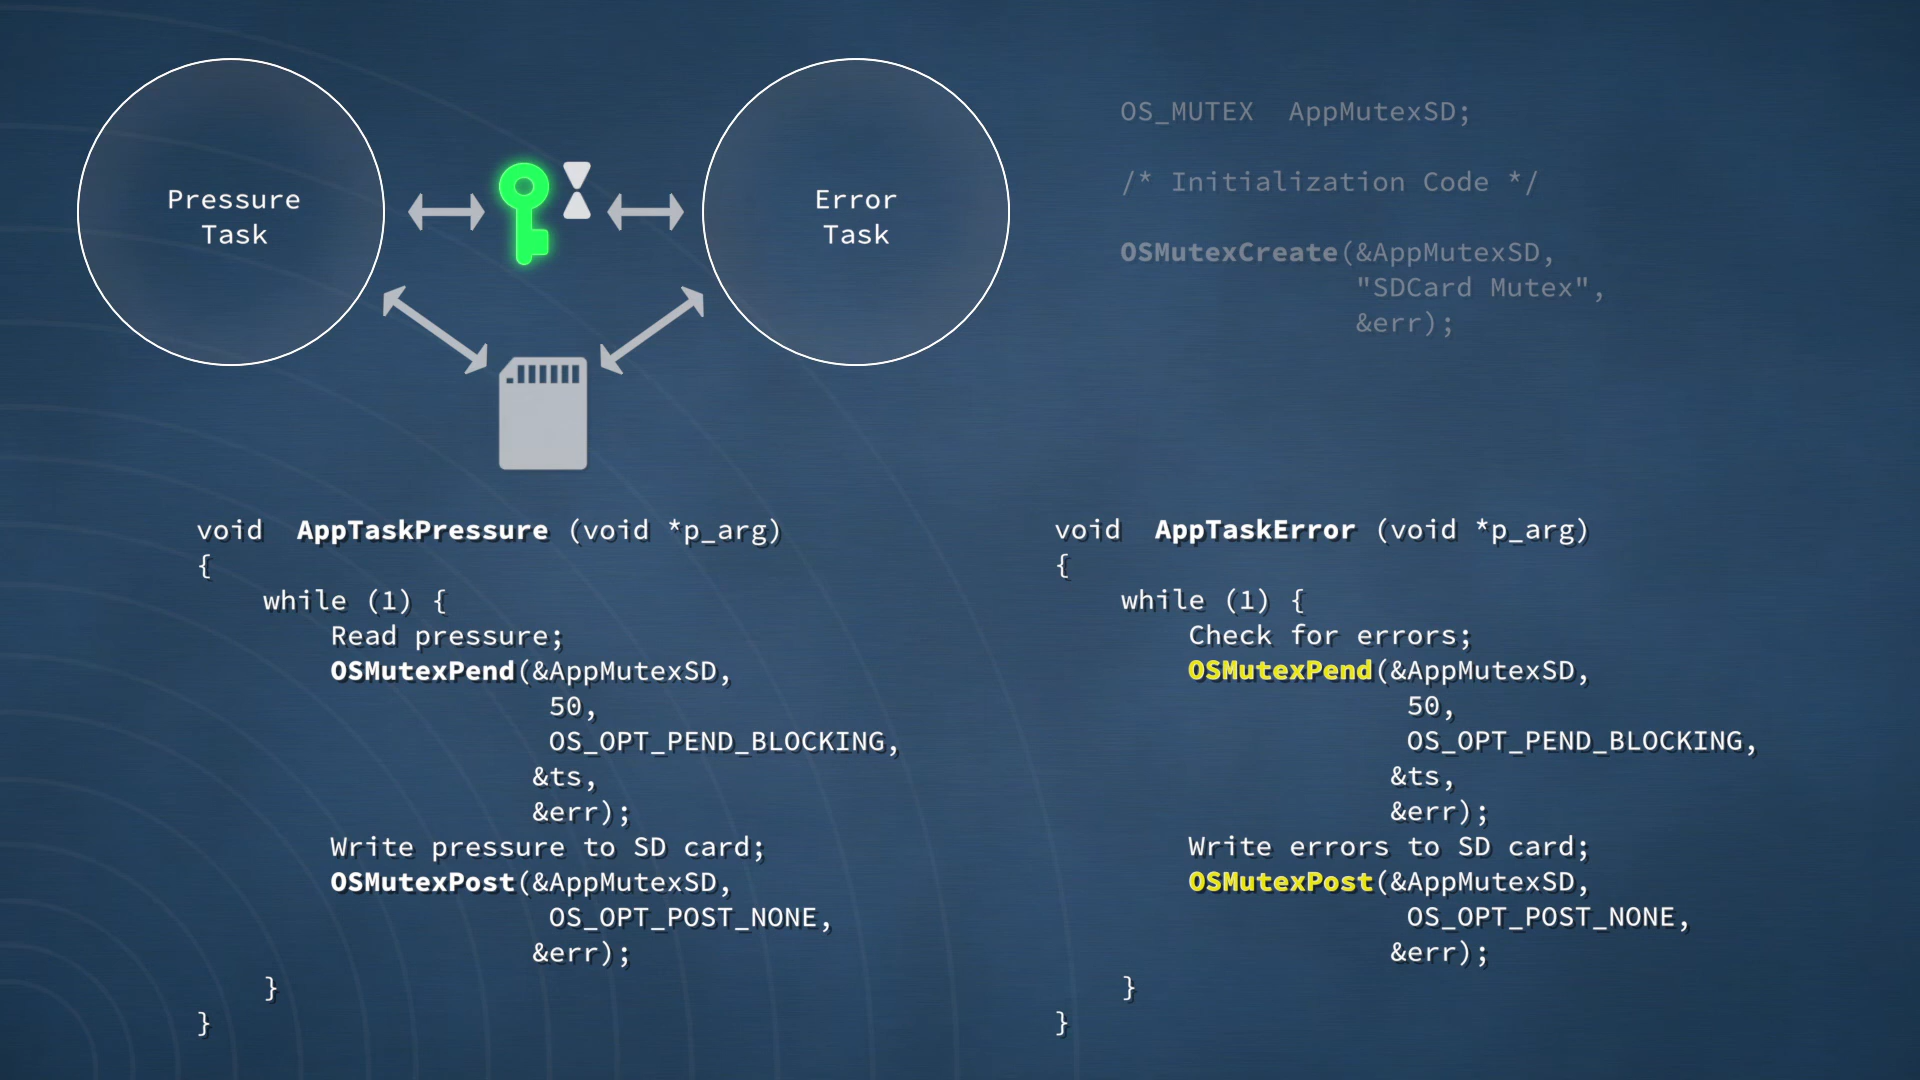 Pressure
Task
Error
Task
OS_MUTEX  AppMutexSD;
/* Initialization Code */
OSMutexCreate(&AppMutexSD,
              "SDCard Mutex",
              &err);
void  AppTaskPressure (void *p_arg)
{
    while (1) {
        Read pressure;
        OSMutexPend(&AppMutexSD,
                     50,
                     OS_OPT_PEND_BLOCKING,
                    &ts,
                    &err);
        Write pressure to SD card;
        OSMutexPost(&AppMutexSD,
                     OS_OPT_POST_NONE,
                    &err);
    }
}
void  AppTaskError (void *p_arg)
{
    while (1) {
        Check for errors;
        OSMutexPend(&AppMutexSD,
                     50,
                     OS_OPT_PEND_BLOCKING,
                    &ts,
                    &err);
        Write errors to SD card;
        OSMutexPost(&AppMutexSD,
                     OS_OPT_POST_NONE,
                    &err);
    }
}